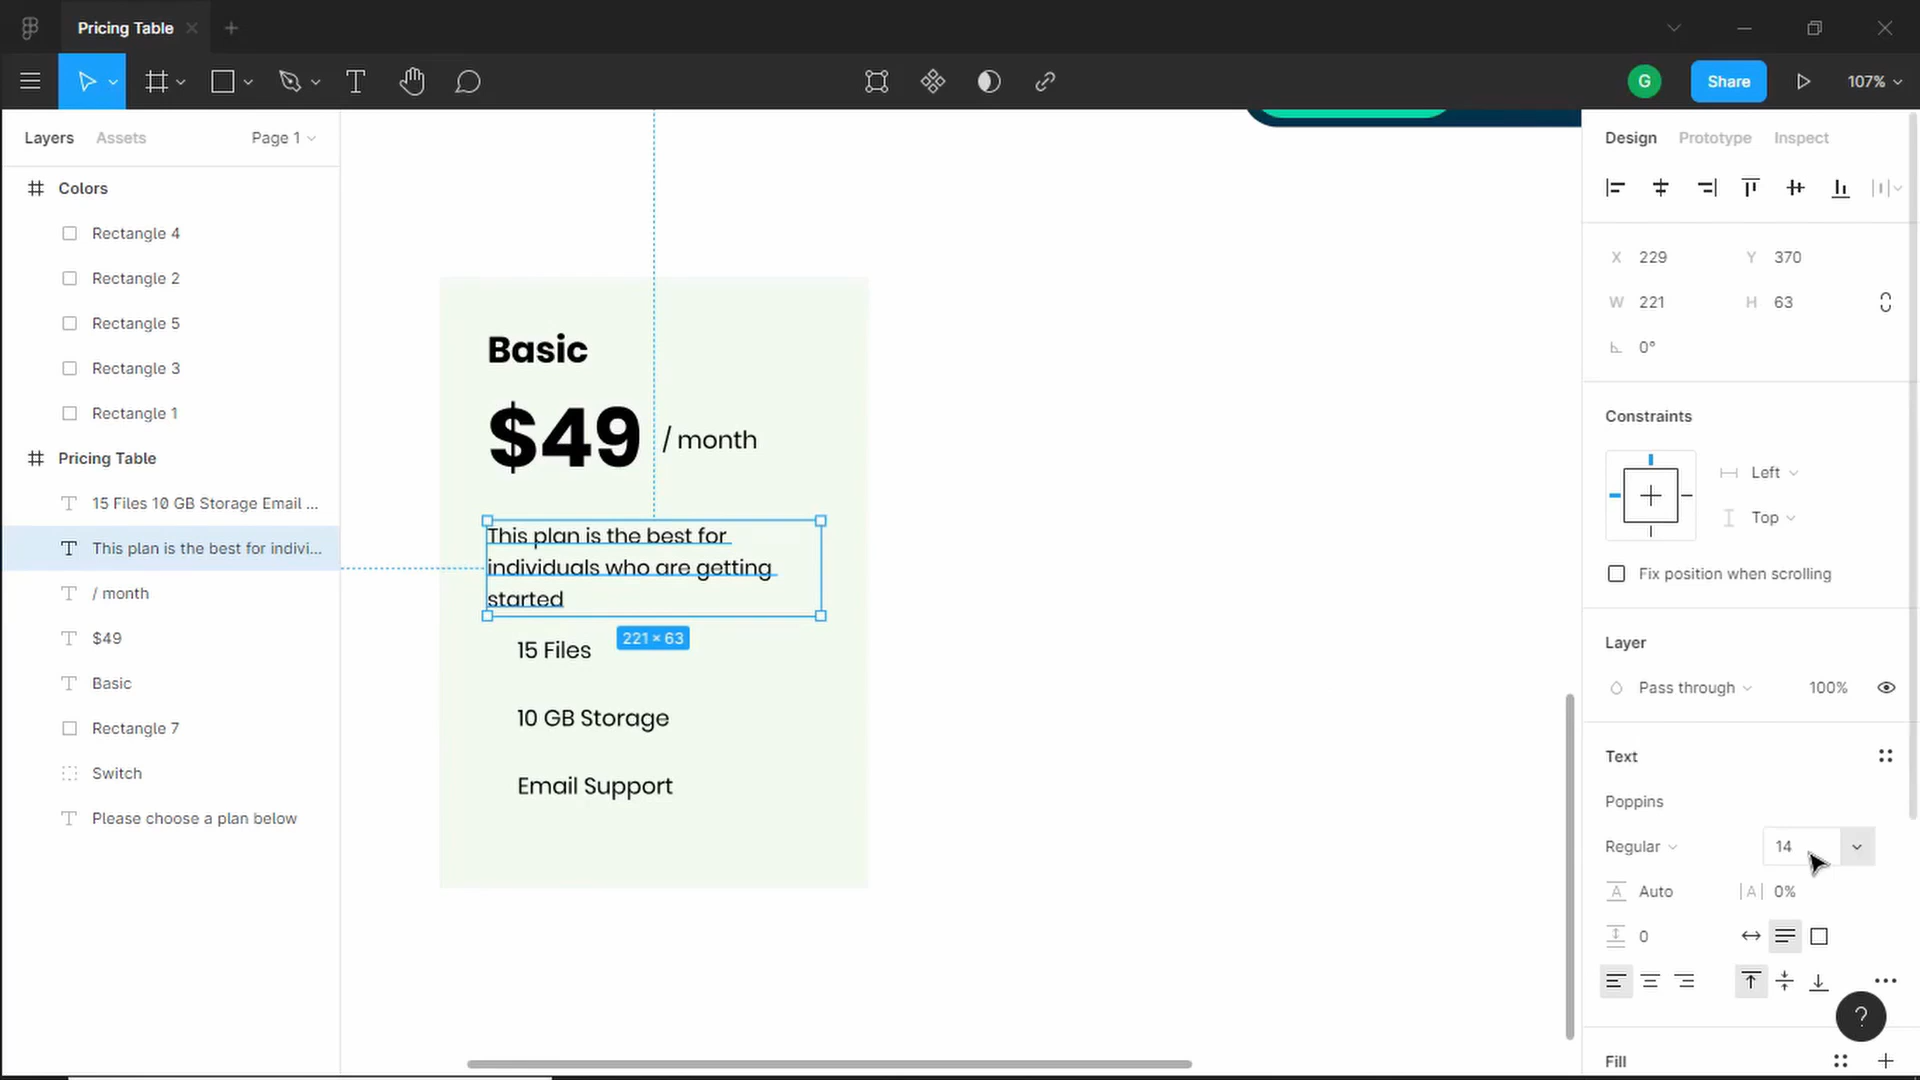 Pricing Table
G
Share
107%
Layers
Assets
Page 1
Colors
Rectangle 4
Rectangle 2
Rectangle 5
Rectangle 3
Rectangle 1
Pricing Table
15 Files 10 GB Storage Email ...
This plan is the best for indivi...
/ month
$49
Basic
Rectangle 7
Switch
Please choose a plan below
Basic
$49 / month
This plan is the best for
individuals who are getting
started
221 × 63
15 Files
10 GB Storage
Email Support
Design
Prototype
Inspect
X 229
Y 370
W 221
H 63
0°
Constraints
Left
Top
Fix position when scrolling
Layer
Pass through
100%
Text
Poppins
Regular
14
A Auto
|A| 0%
0
?
Fill